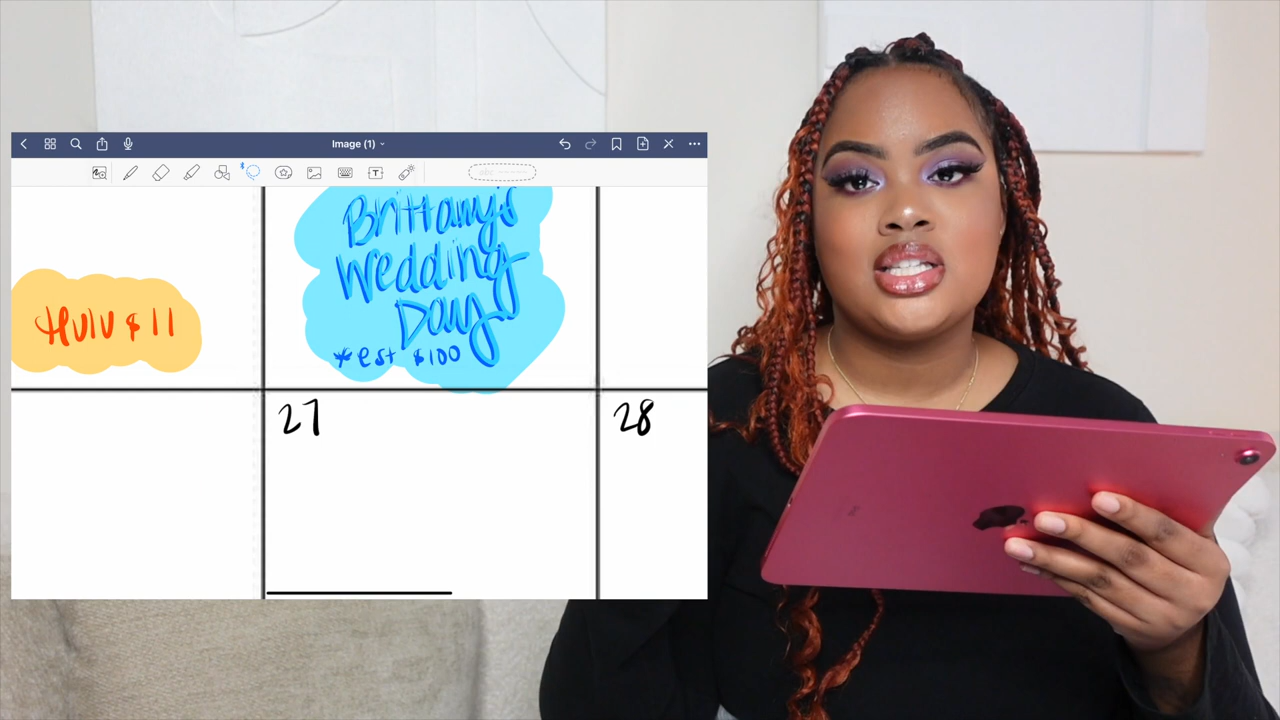 Image (1)
Brittany's
Wedding
Day
*est $100
Hulu $11
27
28